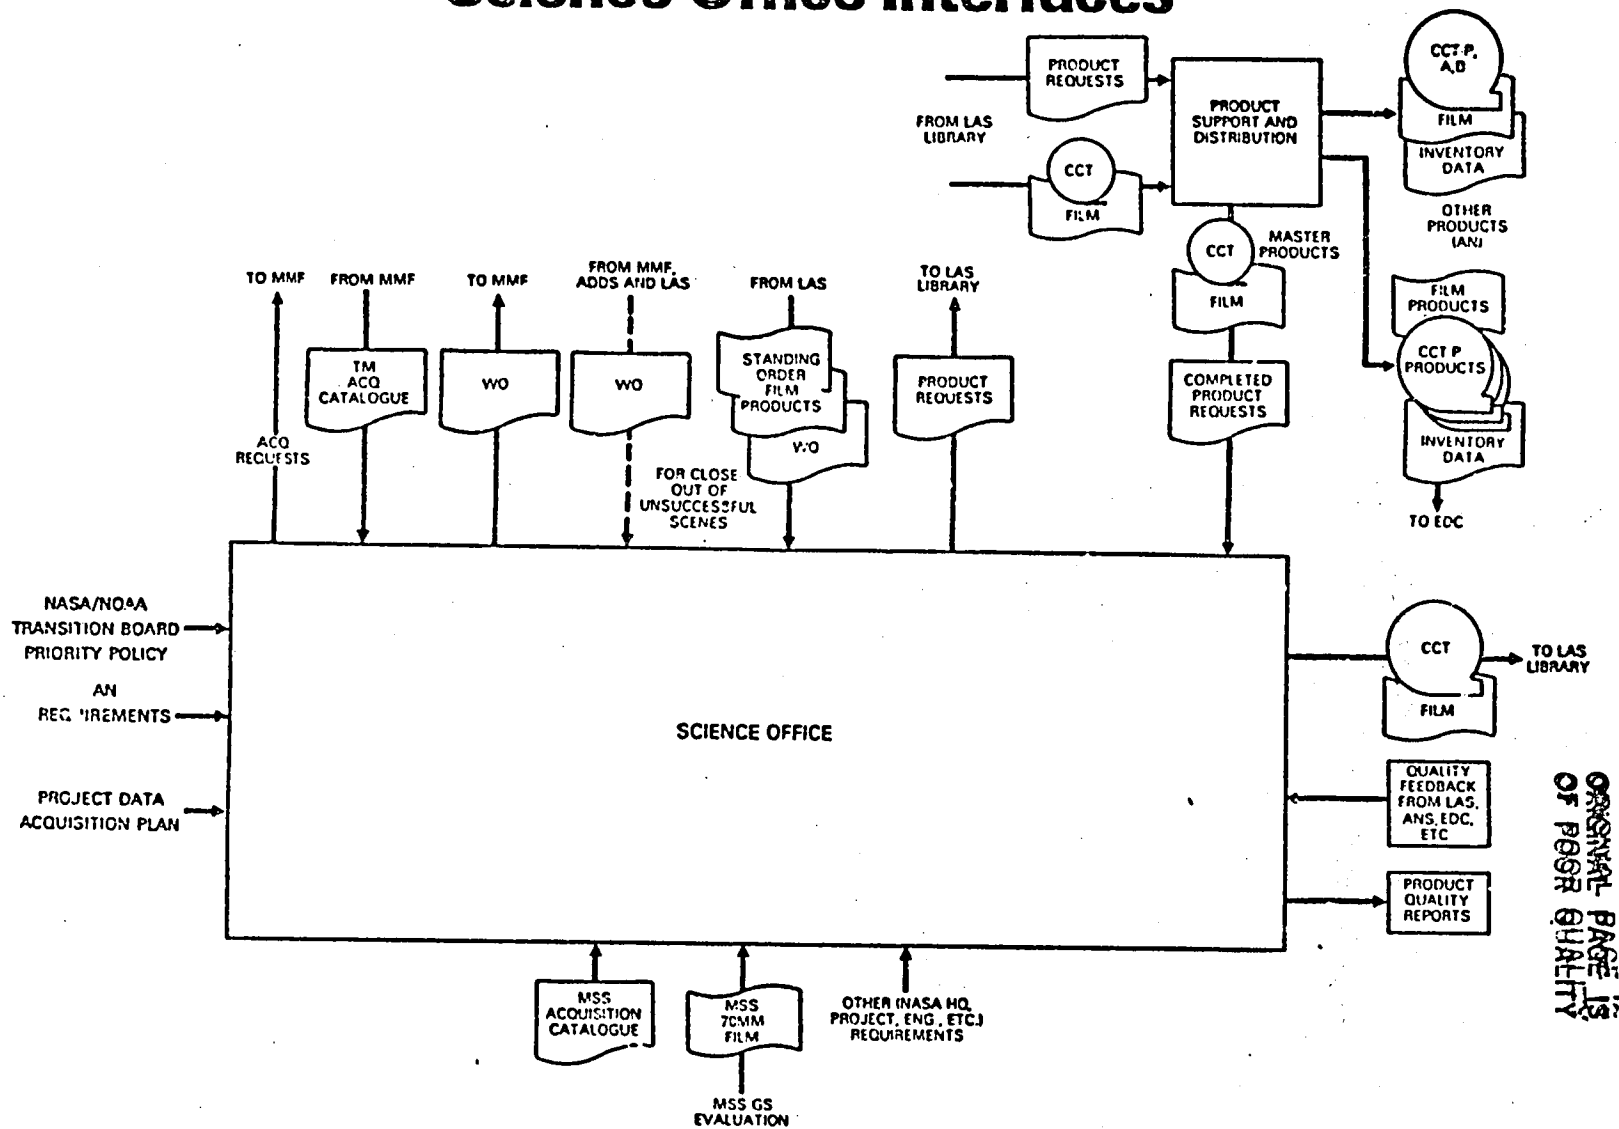 Science Office Interfaces
PRODUCT
REQUESTS
FROM LAS
LIBRARY
CCT
FILM
PRODUCT
SUPPORT AND
DISTRIBUTION
CCT-P,
A,B
FILM
INVENTORY
DATA
OTHER
PRODUCTS
(AN)
CCT
MASTER
PRODUCTS
FILM
FILM
PRODUCTS
CCT P
PRODUCTS
INVENTORY
DATA
TO EDC
COMPLETED
PRODUCT
REQUESTS
TO MMF
ACQ
REQUESTS
FROM MMF
TM
ACQ
CATALOGUE
TO MMF
WO
FROM MMF,
ADDS AND LAS
WO
FOR CLOSE
OUT OF
UNSUCCESSFUL
SCENES
FROM LAS
STANDING
ORDER
FILM
PRODUCTS
WO
TO LAS
LIBRARY
PRODUCT
REQUESTS
NASA/NOAA
TRANSITION BOARD
PRIORITY POLICY
AN
REQUIREMENTS
PROJECT DATA
ACQUISITION PLAN
SCIENCE OFFICE
CCT
FILM
TO LAS
LIBRARY
QUALITY
FEEDBACK
FROM LAS,
ANS, EDC,
ETC
PRODUCT
QUALITY
REPORTS
MSS
ACQUISITION
CATALOGUE
MSS
70MM
FILM
MSS GS
EVALUATION
OTHER (NASA HQ,
PROJECT, ENG., ETC.)
REQUIREMENTS
ORIGINAL PAGE IS
OF POOR QUALITY